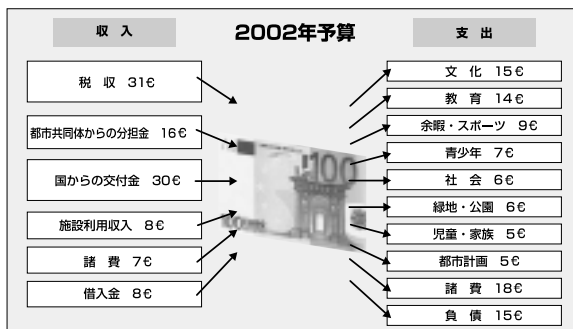 2002年予算
収 入
税 収 31€
都市共同体からの分担金 16€
国からの交付金 30€
施設利用収入 8€
諸 費 7€
借入金 8€
支 出
文 化 15€
教 育 14€
余暇・スポーツ 9€
青少年 7€
社 会 6€
緑地・公園 6€
児童・家族 5€
都市計画 5€
諸 費 18€
負 債 15€
100